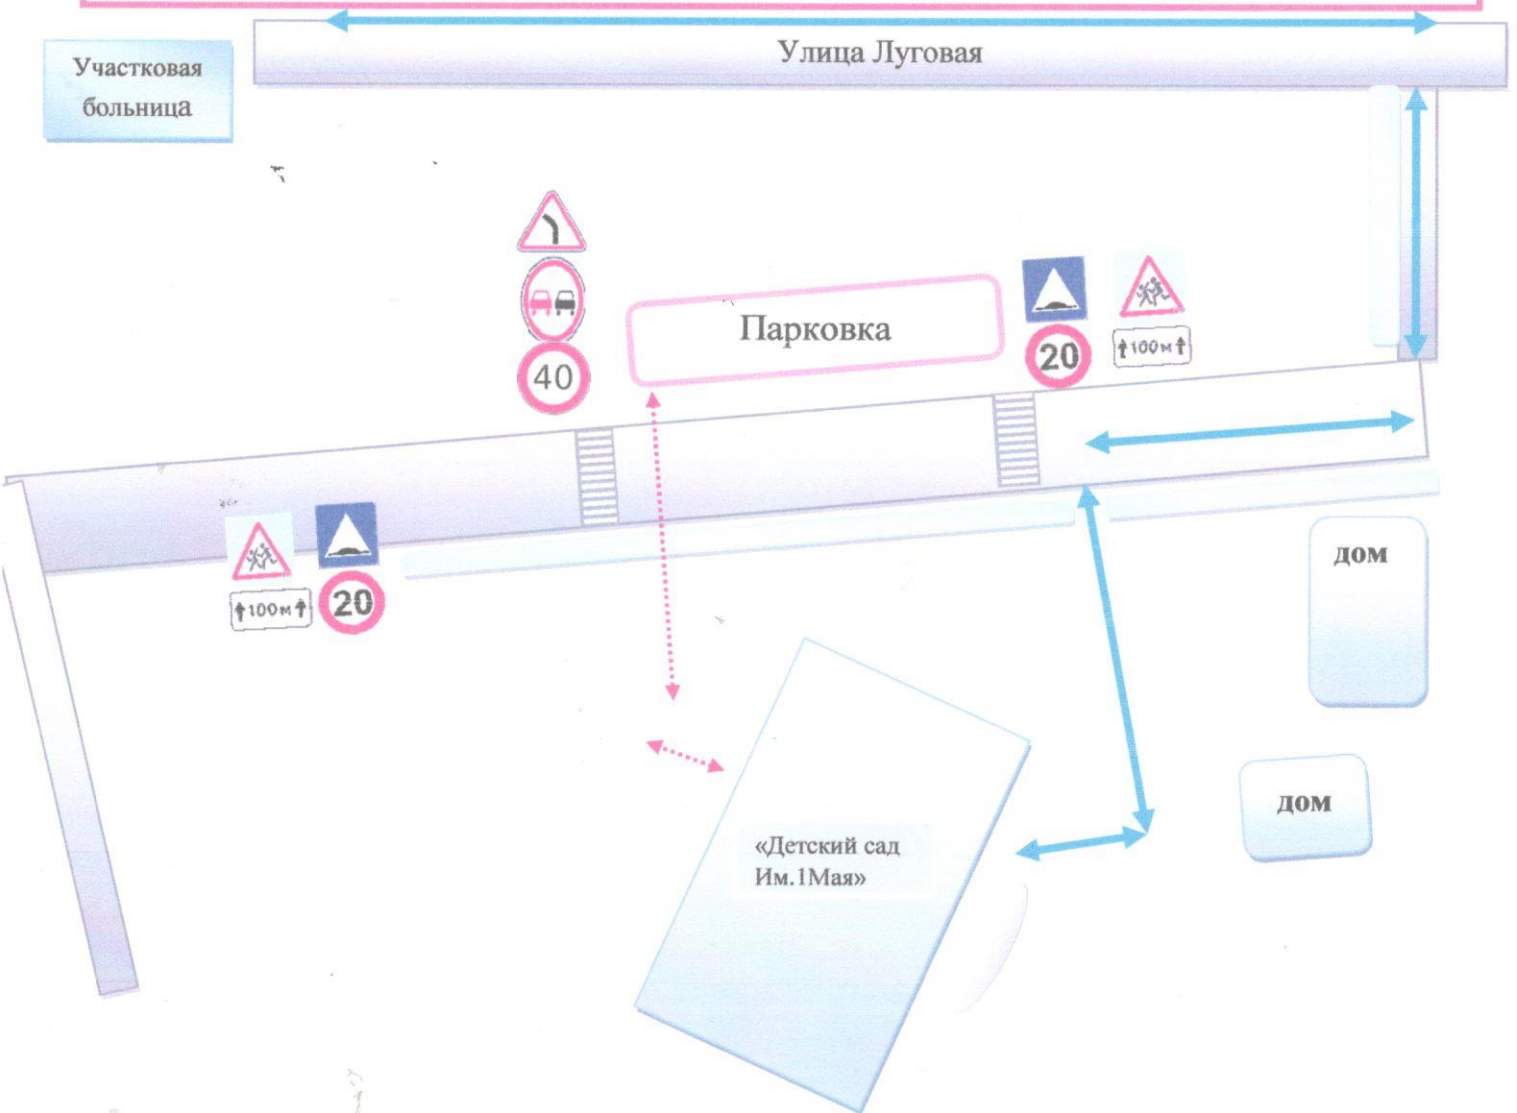 Улица Луговая
Участковая
больница
Парковка
40
20
↑100м↑
↑100м↑
20
дом
дом
«Детский сад
Им.1Мая»